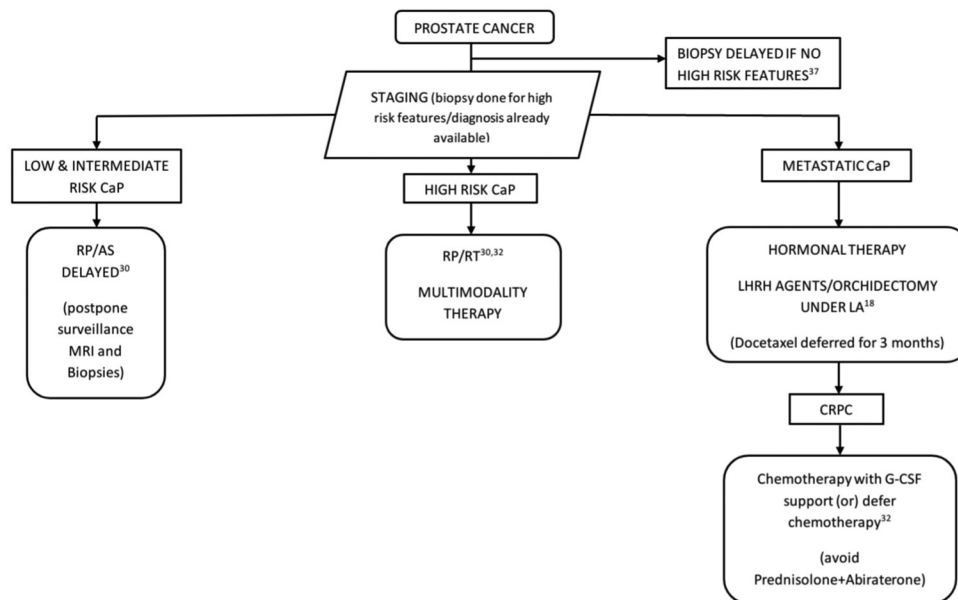 PROSTATE CANCER
BIOPSY DELAYED IF NO
HIGH RISK FEATURES³⁷
STAGING (biopsy done for high
risk features/diagnosis already
available)
LOW & INTERMEDIATE
RISK CaP
HIGH RISK CaP
METASTATIC CaP
RP/AS
DELAYED³⁰
(postpone
surveillance
MRI and
Biopsies)
RP/RT³⁰,³²
MULTIMODALITY
THERAPY
HORMONAL THERAPY
LHRH AGENTS/ORCHIDECTOMY
UNDER LA¹⁸
(Docetaxel deferred for 3 months)
CRPC
Chemotherapy with G-CSF
support (or) defer
chemotherapy³²
(avoid
Prednisolone+Abiraterone)